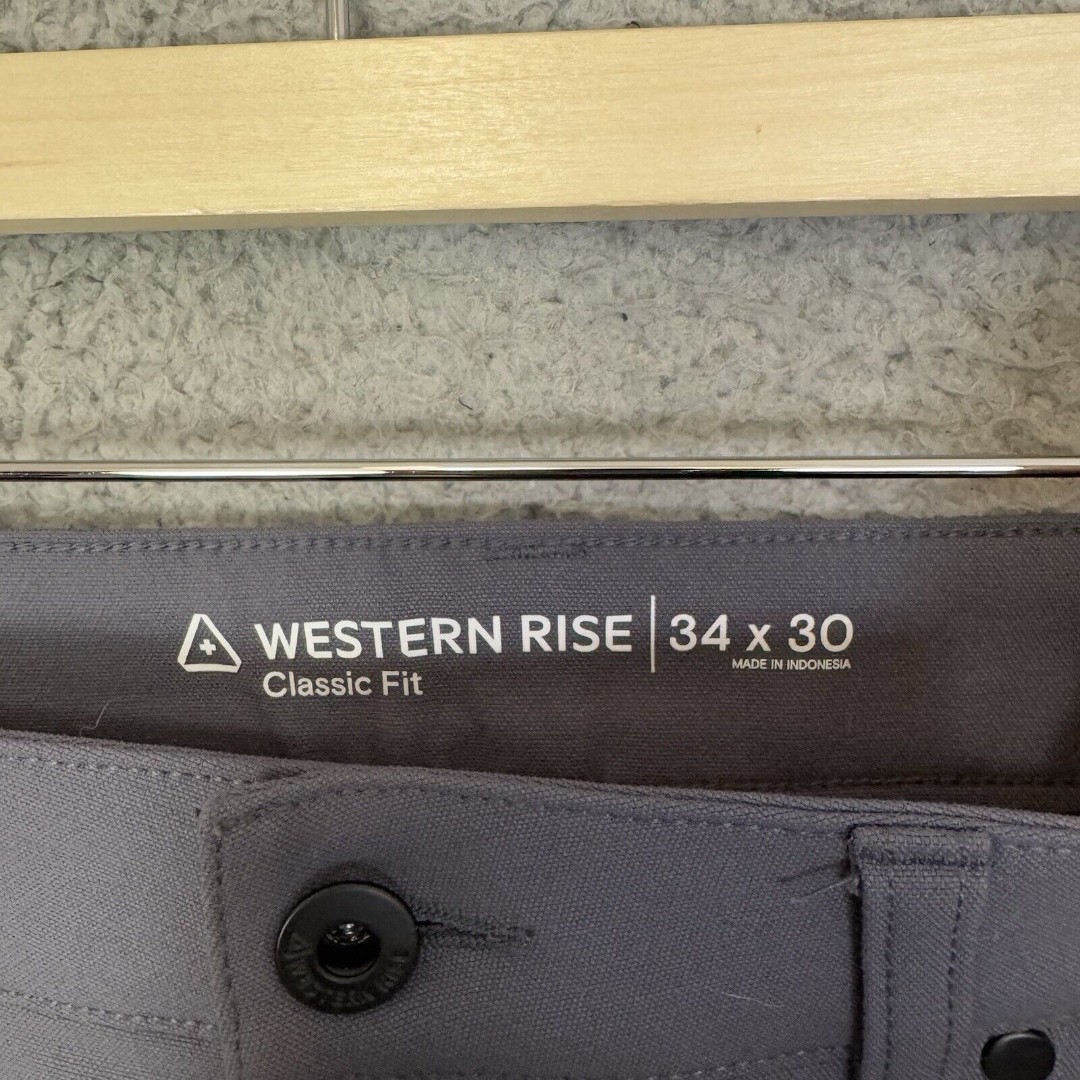 WESTERN RISE | 34 x 30
MADE IN INDONESIA
Classic Fit